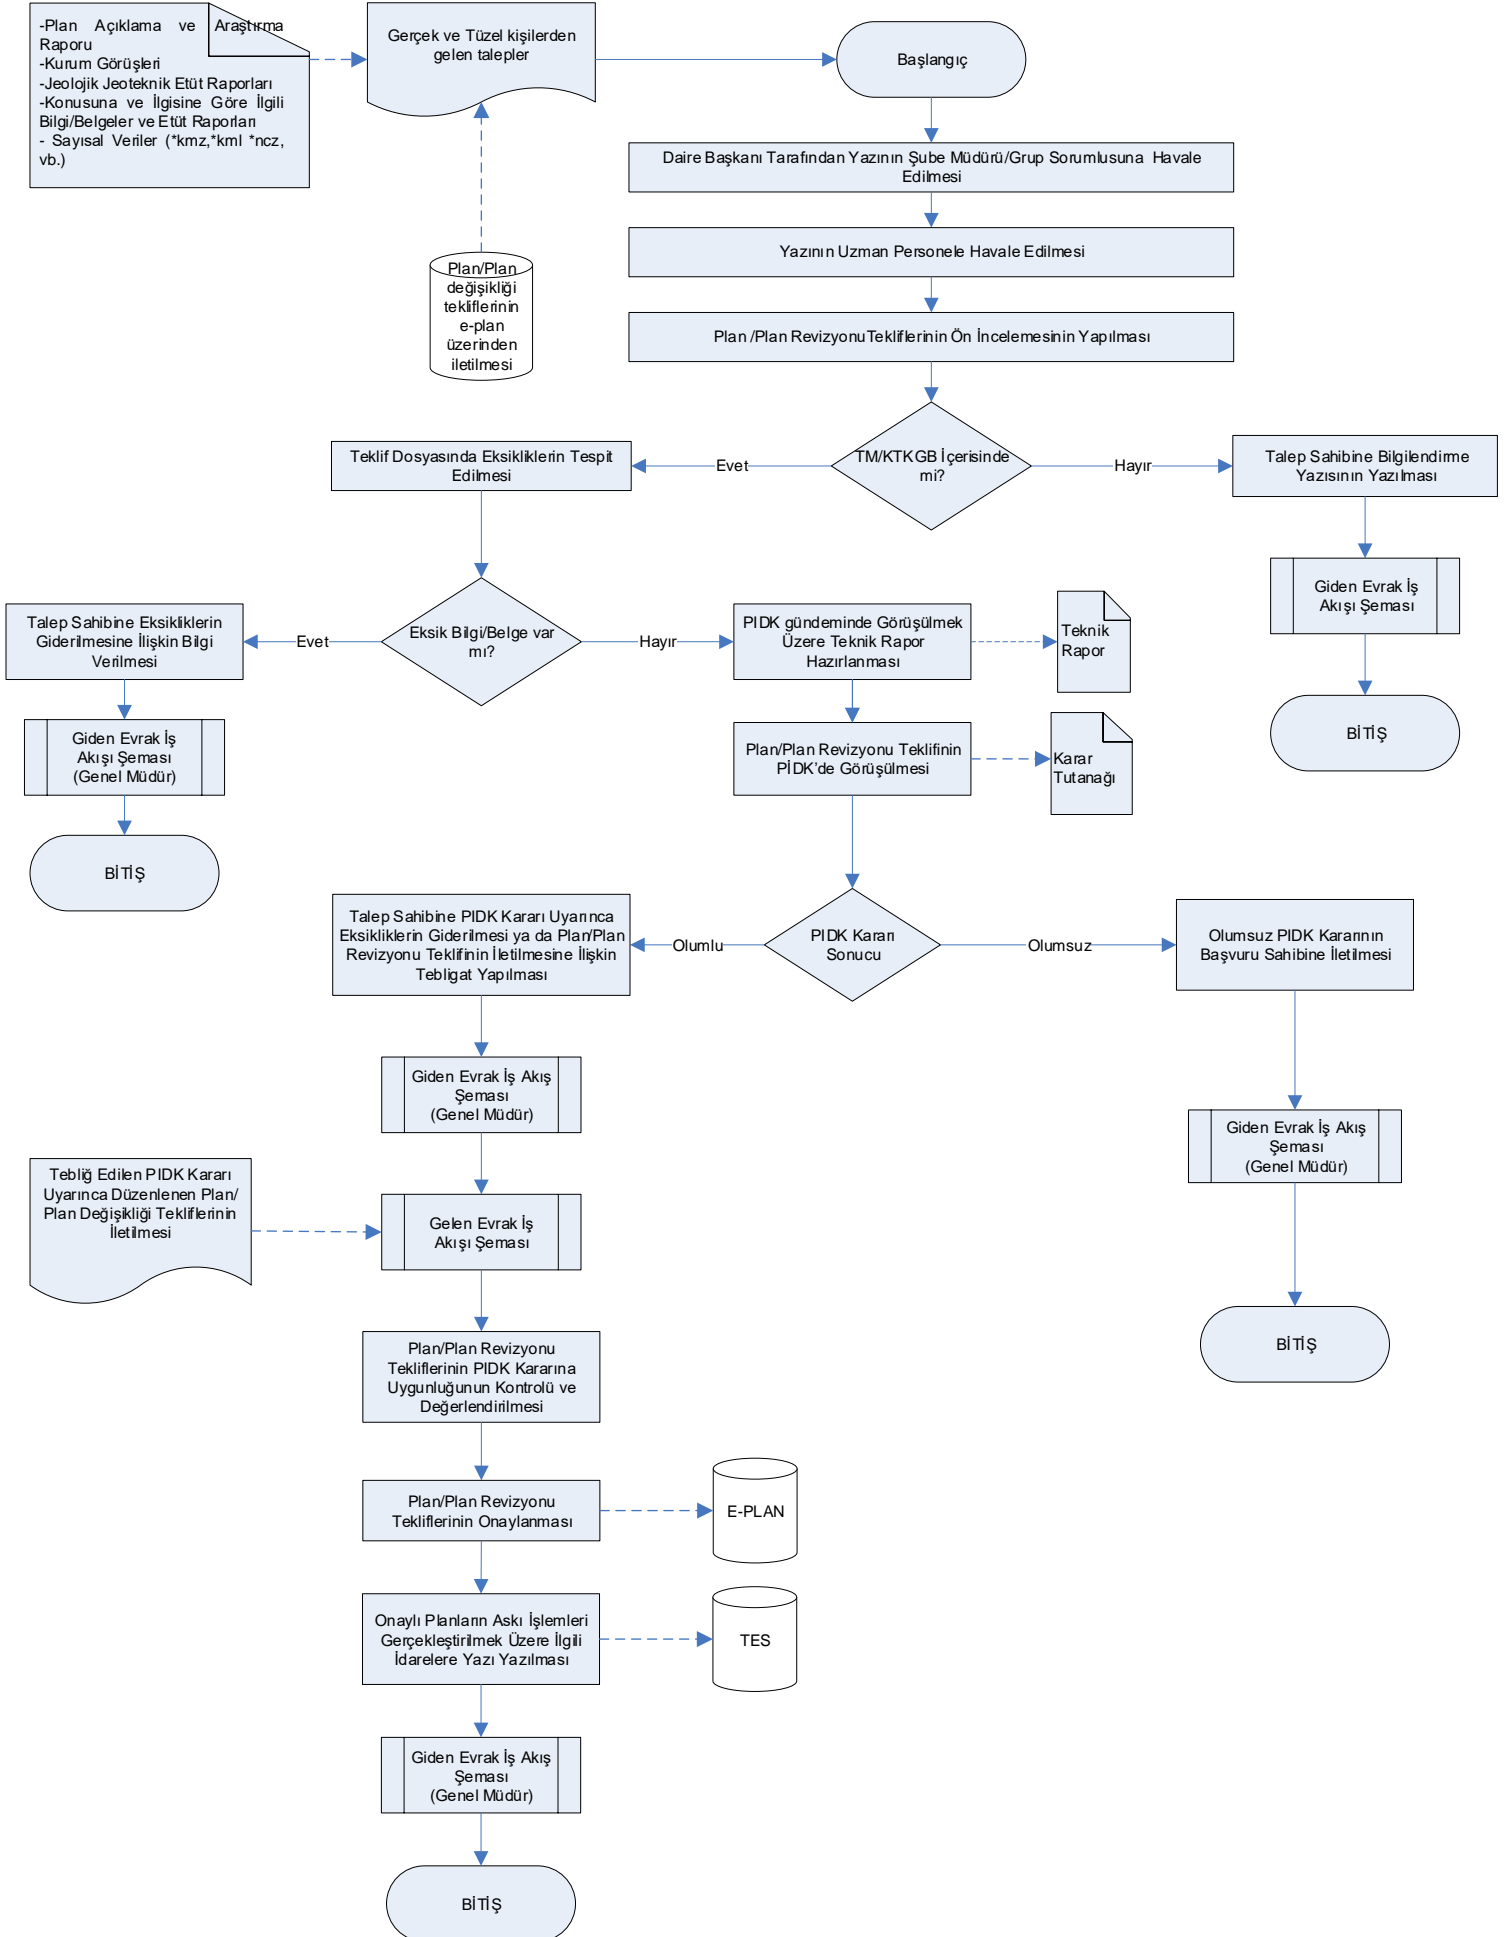 -Plan Açıklama ve Araştırma
Raporu
-Kurum Görüşleri
-Jeolojik Jeoteknik Etüt Raporları
-Konusuna ve İlgisine Göre İlgili
Bilgi/Belgeler ve Etüt Raporları
- Sayısal Veriler (*kmz,*kml *ncz,
vb.)
Gerçek ve Tüzel kişilerden
gelen talepler
Başlangıç
Daire Başkanı Tarafından Yazının Şube Müdürü/Grup Sorumlusuna Havale
Edilmesi
Yazının Uzman Personele Havale Edilmesi
Plan/Plan
değişikliği
tekliflerinin
e-plan
üzerinden
iletilmesi
Plan /Plan RevizyonuTekliflerinin Ön İncelemesinin Yapılması
Teklif Dosyasında Eksikliklerin Tespit
Edilmesi
Evet
TM/KTKGB İçerisinde
mi?
Hayır
Talep Sahibine Bilgilendirme
Yazısının Yazılması
Giden Evrak İş
Akışı Şeması
BİTİŞ
Talep Sahibine Eksikliklerin
Giderilmesine İlişkin Bilgi
Verilmesi
Evet
Eksik Bilgi/Belge var
mı?
Hayır
PIDK gündeminde Görüşülmek
Üzere Teknik Rapor
Hazırlanması
Teknik
Rapor
Giden Evrak İş
Akışı Şeması
(Genel Müdür)
Plan/Plan Revizyonu Teklifinin
PİDK'de Görüşülmesi
Karar
Tutanağı
BİTİŞ
Talep Sahibine PIDK Kararı Uyarınca
Eksikliklerin Giderilmesi ya da Plan/Plan
Revizyonu Teklifinin İletilmesine İlişkin
Tebligat Yapılması
Olumlu
PIDK Kararı
Sonucu
Olumsuz
Olumsuz PIDK Kararının
Başvuru Sahibine İletilmesi
Giden Evrak İş Akış
Şeması
(Genel Müdür)
Giden Evrak İş Akış
Şeması
(Genel Müdür)
Tebliğ Edilen PIDK Kararı
Uyarınca Düzenlenen Plan/
Plan Değişikliği Tekliflerinin
İletilmesi
Gelen Evrak İş
Akışı Şeması
BİTİŞ
Plan/Plan Revizyonu
Tekliflerinin PIDK Kararına
Uygunluğunun Kontrolü ve
Değerlendirilmesi
Plan/Plan Revizyonu
Tekliflerinin Onaylanması
E-PLAN
Onaylı Planların Askı İşlemleri
Gerçekleştirilmek Üzere İlgili
İdarelere Yazı Yazılması
TES
Giden Evrak İş Akış
Şeması
(Genel Müdür)
BİTİŞ